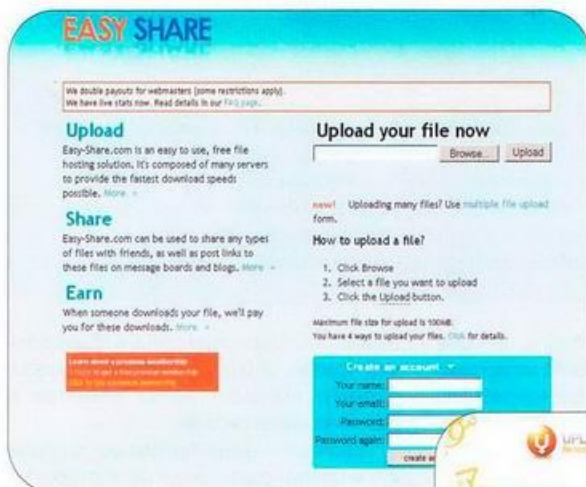 EASY SHARE
We double payouts for webmasters (some restrictions apply).
We have live stats now. Read details in our FAQ page.
Upload
Easy-Share.com is an easy to use, free file
hosting solution. It's composed of many servers
to provide the fastest download speeds
possible. More »
Share
Easy-Share.com can be used to share any types
of files with friends, as well as post links to
these files on message boards and blogs. More »
Earn
When someone downloads your file, we'll pay
you for these downloads. More »
Learn about a premium membership
Upload your file now
Browse... Upload
new! Uploading many files? Use multiple file upload
form.
How to upload a file?
1. Click Browse
2. Select a file you want to upload
3. Click the Upload button.
Maximum file size for upload is 100MB.
You have 4 ways to upload your files. Click for details.
Create an account
Your name:
Your email:
Password:
Password again:
create
UPL